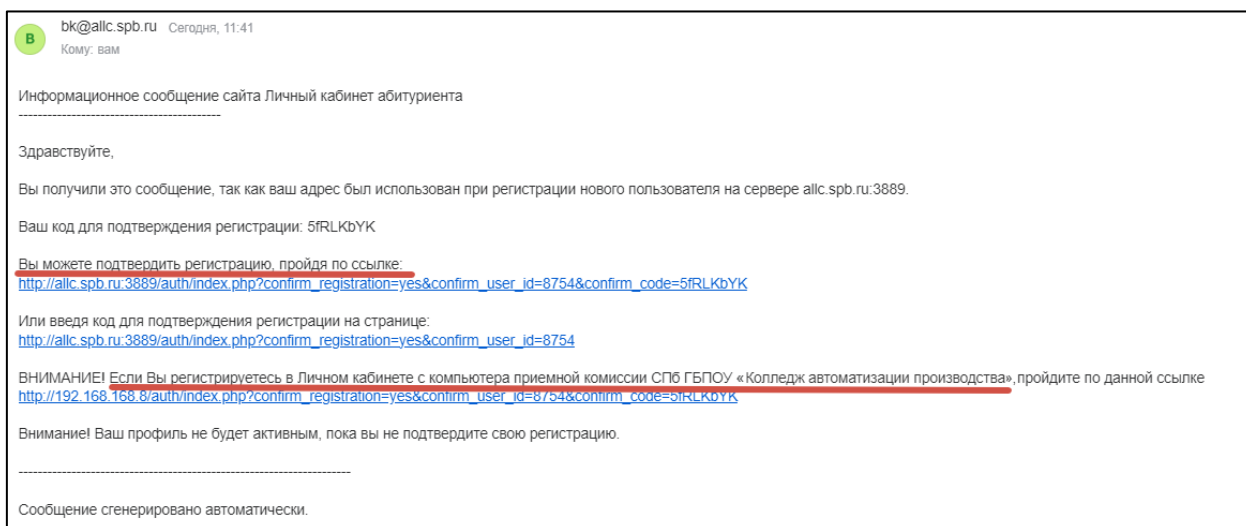 bk@allc.spb.ru Сегодня, 11:41
B
Кому: вам
Информационное сообщение сайта Личный кабинет абитуриента
------------------------------------------
Здравствуйте,
Вы получили это сообщение, так как ваш адрес был использован при регистрации нового пользователя на сервере allc.spb.ru:3889.
Ваш код для подтверждения регистрации: 5fRLKbYK
Вы можете подтвердить регистрацию, пройдя по ссылке:
http://allc.spb.ru:3889/auth/index.php?confirm_registration=yes&confirm_user_id=8754&confirm_code=5fRLKbYK
Или введя код для подтверждения регистрации на странице:
http://allc.spb.ru:3889/auth/index.php?confirm_registration=yes&confirm_user_id=8754
ВНИМАНИЕ! Если Вы регистрируетесь в Личном кабинете с компьютера приемной комиссии СПб ГБПОУ «Колледж автоматизации производства»,пройдите по данной ссылке
http://192.168.168.8/auth/index.php?confirm_registration=yes&confirm_user_id=8754&confirm_code=5fRLKbYK
Внимание! Ваш профиль не будет активным, пока вы не подтвердите свою регистрацию.
---------------------------------------------------------------------
Сообщение сгенерировано автоматически.